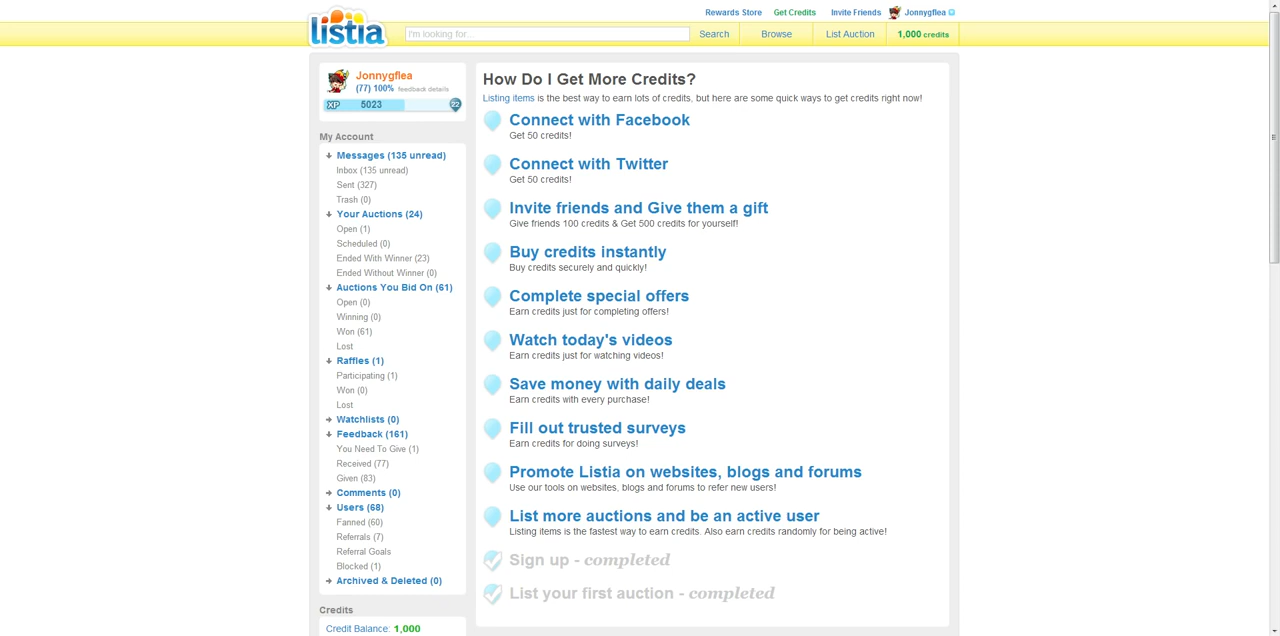 Rewards Store Get Credits Invite Friends Jonnygflea
listia
I'm looking for...
Search Browse List Auction 1,000 credits
Jonnygflea
(77) 100% feedback details
XP 5023 22
My Account
Messages (135 unread)
Inbox (135 unread)
Sent (327)
Trash (0)
Your Auctions (24)
Open (1)
Scheduled (0)
Ended With Winner (23)
Ended Without Winner (0)
Auctions You Bid On (61)
Open (0)
Winning (0)
Won (61)
Lost
Raffles (1)
Participating (1)
Won (0)
Lost
Watchlists (0)
Feedback (161)
You Need To Give (1)
Received (77)
Given (83)
Comments (0)
Users (68)
Fanned (60)
Referrals (7)
Referral Goals
Blocked (1)
Archived & Deleted (0)
Credits
Credit Balance: 1,000
How Do I Get More Credits?
Listing items is the best way to earn lots of credits, but here are some quick ways to get credits right now!
Connect with Facebook
Get 50 credits!
Connect with Twitter
Get 50 credits!
Invite friends and Give them a gift
Give friends 100 credits & Get 500 credits for yourself!
Buy credits instantly
Buy credits securely and quickly!
Complete special offers
Earn credits just for completing offers!
Watch today's videos
Earn credits just for watching videos!
Save money with daily deals
Earn credits with every purchase!
Fill out trusted surveys
Earn credits for doing surveys!
Promote Listia on websites, blogs and forums
Use our tools on websites, blogs and forums to refer new users!
List more auctions and be an active user
Listing items is the fastest way to earn credits. Also earn credits randomly for being active!
Sign up - completed
List your first auction - completed